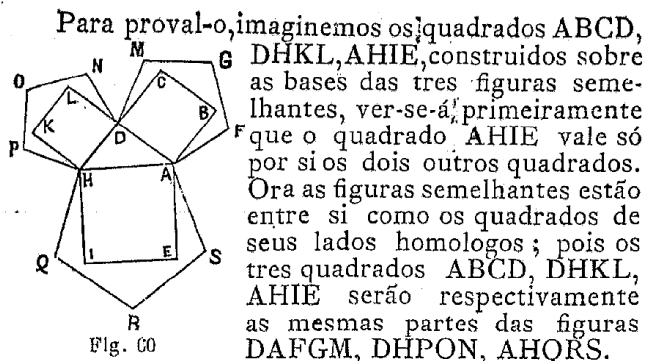 Para proval-o, imaginemos os quadrados ABCD,
DHKL, AHIE, construidos sobre
as bases das tres figuras seme-
lhantes, ver-se-á, primeiramente
que o quadrado AHIE vale só
por si os dois outros quadrados.
Ora as figuras semelhantes estão
entre si como os quadrados de
seus lados homologos ; pois os
tres quadrados ABCD, DHKL,
AHIE serão respectivamente
as mesmas partes das figuras
DAFGM, DHPON, AHQRS.
M
G
N
C
O
L
B
K
D
F
P
H
A
Q
I
E
S
R
Fig. 60